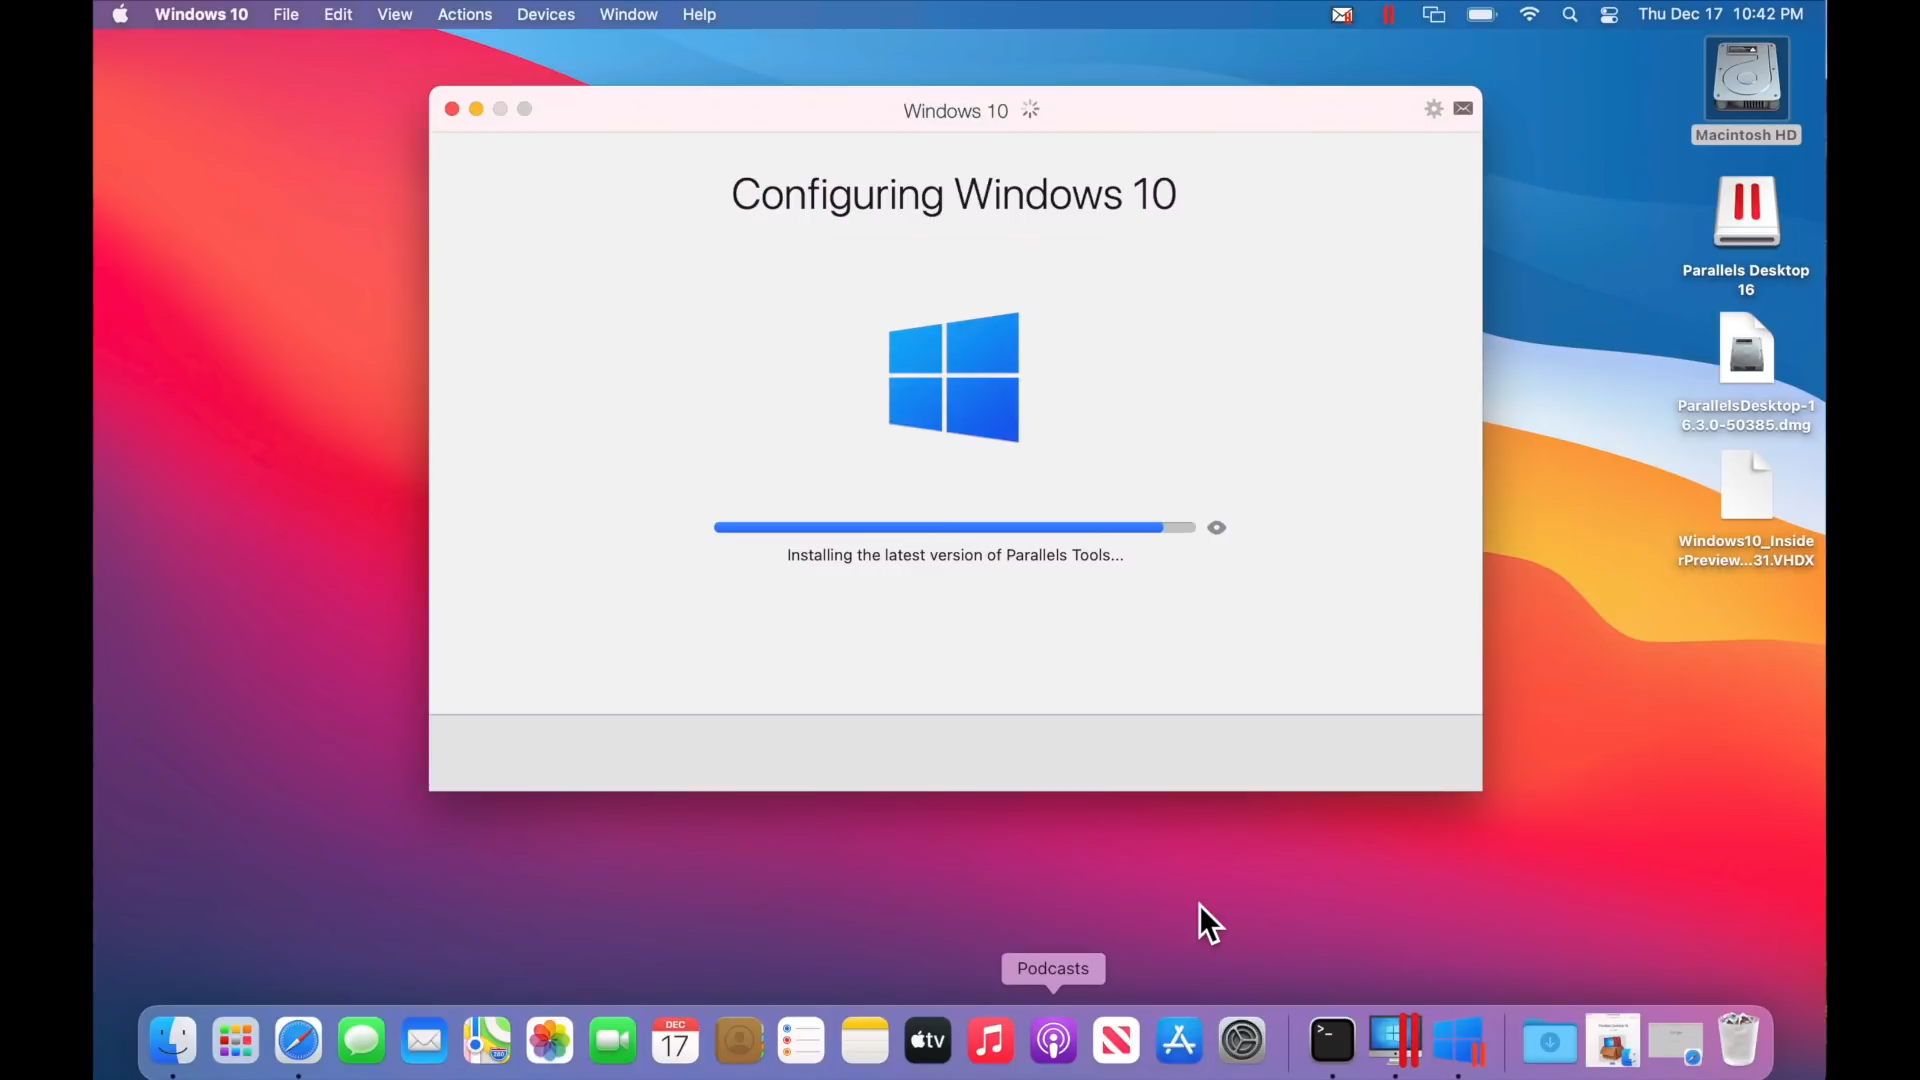 Windows 10 File Edit View Actions Devices Window Help Thu Dec 17 10:42 PM
Windows 10
Configuring Windows 10
Installing the latest version of Parallels Tools...
Macintosh HD
Parallels Desktop
16
ParallelsDesktop-1
6.3.0-50385.dmg
Windows10_Inside
rPreview...31.VHDX
Podcasts
DEC
17
tv
280
>_